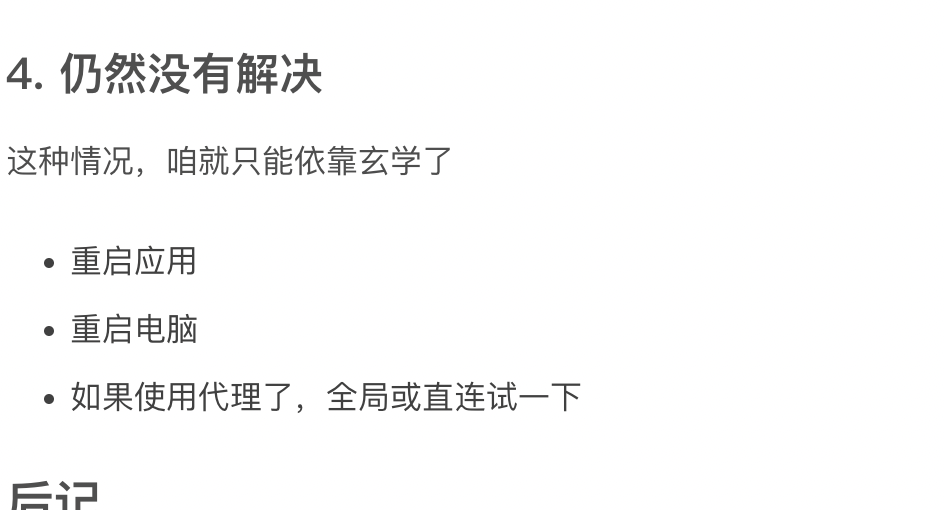 4. 仍然没有解决
这种情况，咱就只能依靠玄学了
• 重启应用
• 重启电脑
• 如果使用代理了，全局或直连试一下
后记